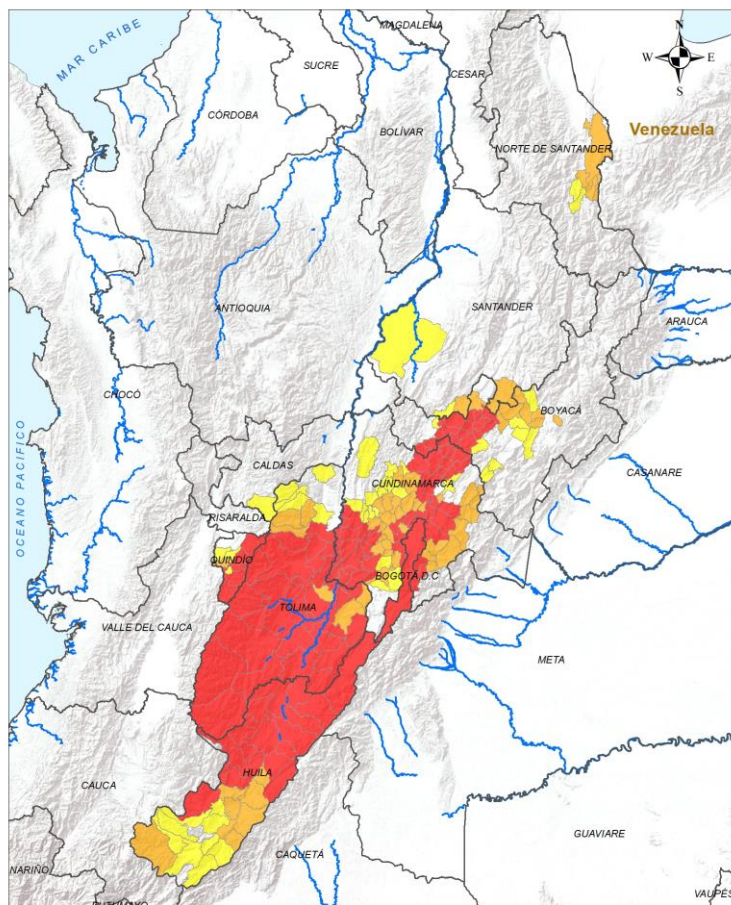 MAGDALENA
N
MAR CARIBE
SUCRE
CESAR
W
E
S
CÓRDOBA
BOLÍVAR
Venezuela
NORTE DE SANTANDER
ANTIOQUIA
SANTANDER
ARAUCA
CHOCÓ
BOYACÁ
OCEANO PACIFICO
CALDAS
CASANARE
CUNDINAMARCA
RISARALDA
QUINDÍO
BOGOTÁ D.C
TOLIMA
VALLE DEL CAUCA
META
HUILA
CAUCA
GUAVIARE
CAQUETÁ
NARIÑO
PUTUMAYO
VAUPÉS